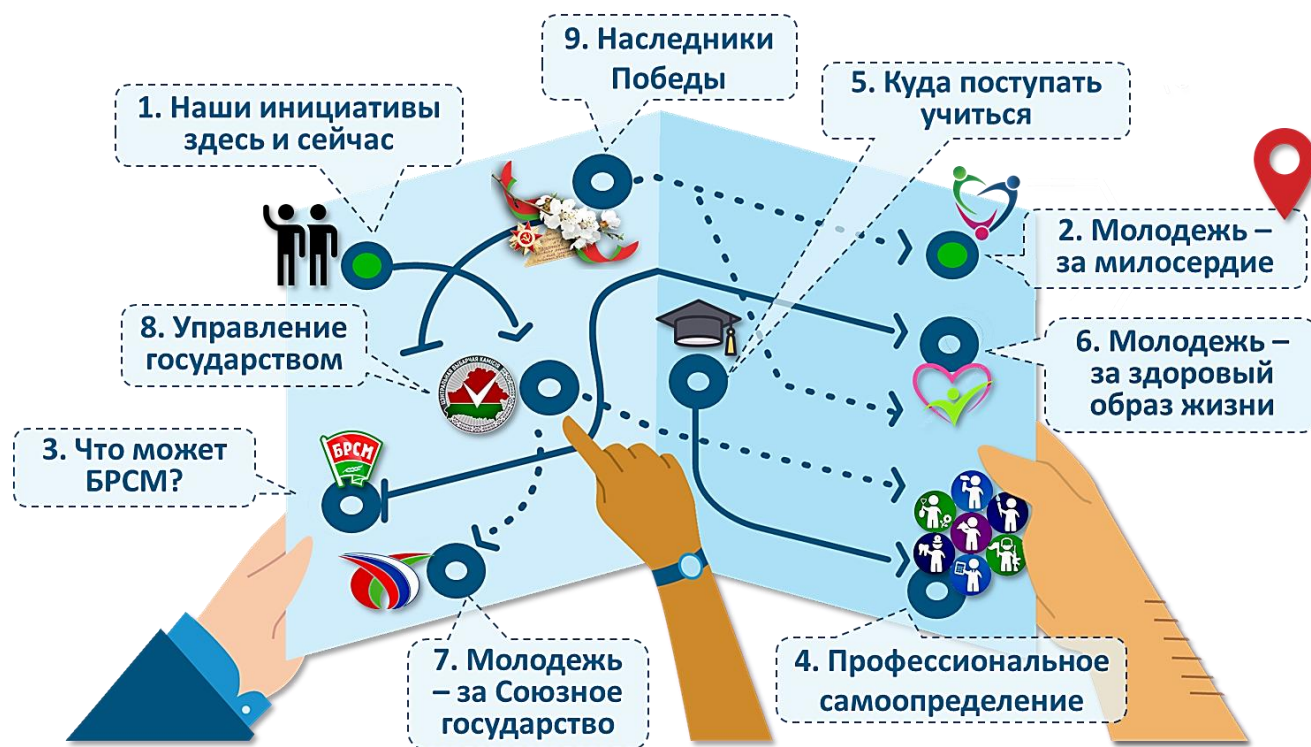 9. Наследники
Победы
5. Куда поступать
учиться
1. Наши инициативы
здесь и сейчас
2. Молодежь –
за милосердие
8. Управление
государством
6. Молодежь –
за здоровый
образ жизни
3. Что может
БРСМ?
БРСМ
7. Молодежь
– за Союзное
государство
4. Профессиональное
самоопределение